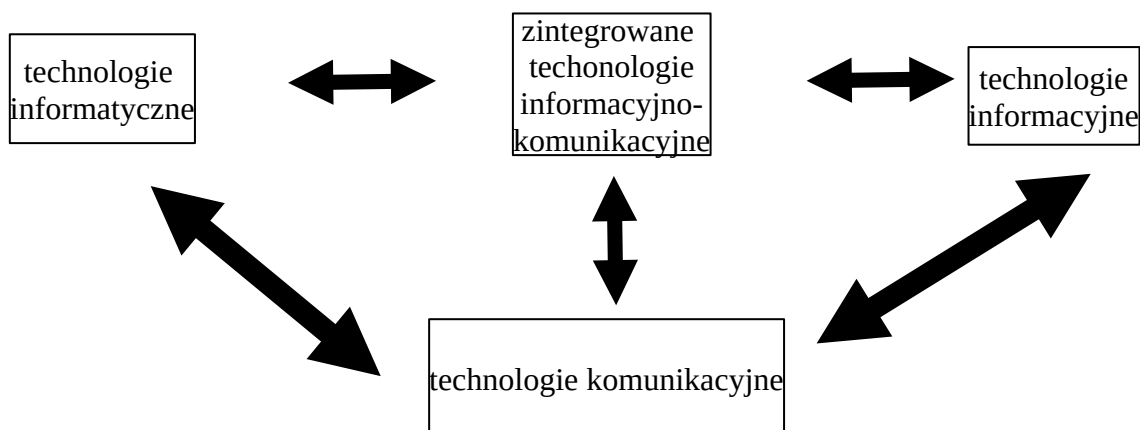 technologie
informatyczne
zintegrowane
techonologie
informacyjno-
komunikacyjne
technologie
informacyjne
technologie komunikacyjne